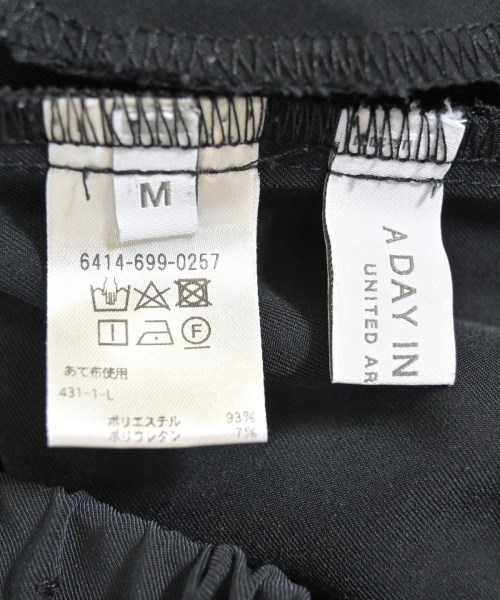 M
6414-699-0257
F
あて布使用
431-1-L
ポリエステル 93%
ポリウレタン 7%
A DAY IN
UNITED AR